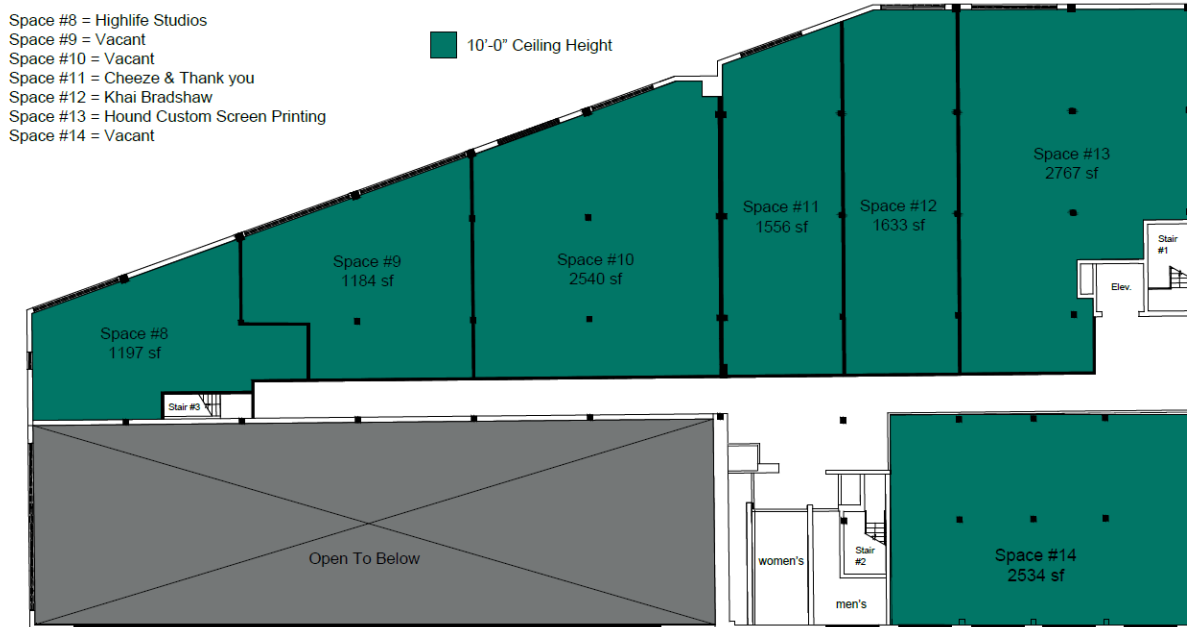 Space #8 = Highlife Studios
Space #9 = Vacant
Space #10 = Vacant
Space #11 = Cheeze & Thank you
Space #12 = Khai Bradshaw
Space #13 = Hound Custom Screen Printing
Space #14 = Vacant
10'-0” Ceiling Height
Space #13
2767 sf
Space #11
1556 sf
Space #12
1633 sf
Stair
#1
Space #9
1184 sf
Space #10
2540 sf
Elev.
Space #8
1197 sf
Stair #3
Open To Below
women's
Stair
#2
men's
Space #14
2534 sf